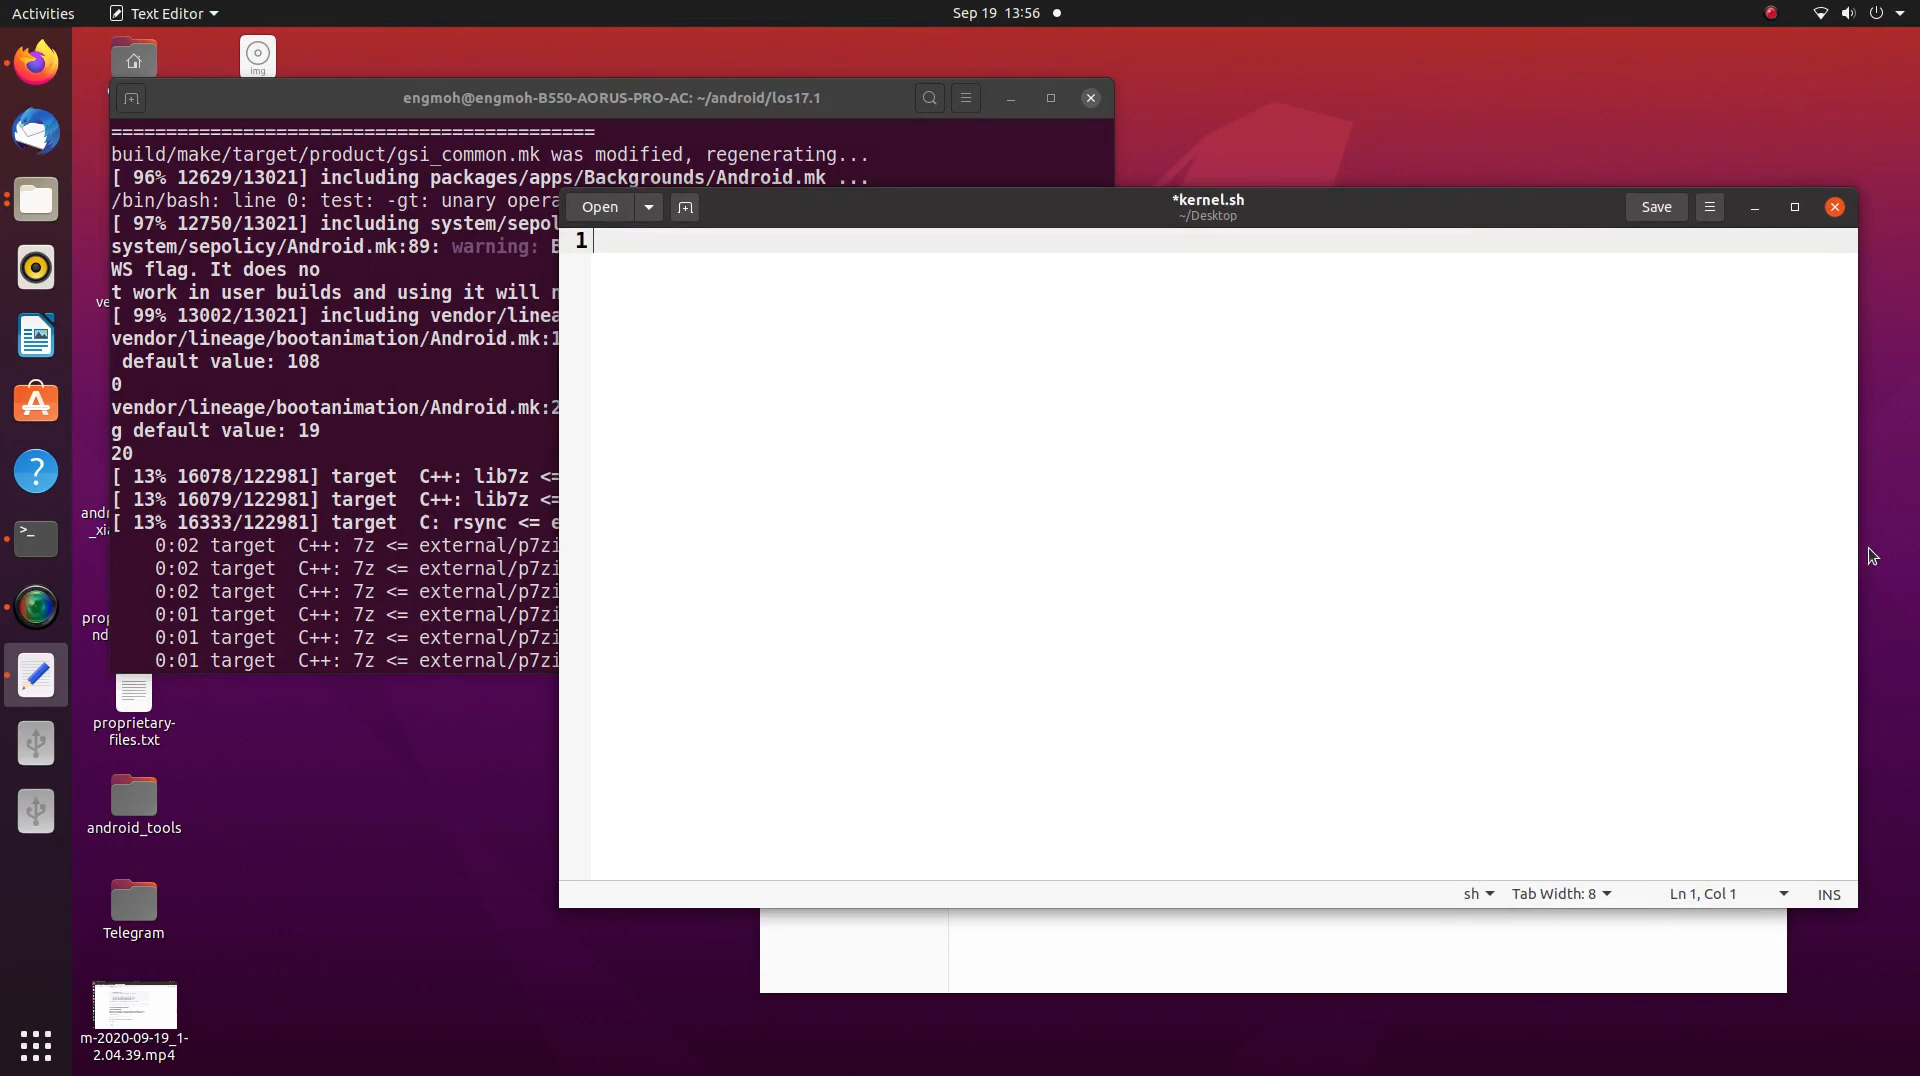 Activities
Text Editor
Sep 19 13:56
img
engmoh@engmoh-B550-AORUS-PRO-AC: ~/android/los17.1
============================================
build/make/target/product/gsi_common.mk was modified, regenerating...
[ 96% 12629/13021] including packages/apps/Backgrounds/Android.mk ...
/bin/bash: line 0: test: -gt: unary opera
[ 97% 12750/13021] including system/sepol
system/sepolicy/Android.mk:89: warning: B
WS flag. It does no
t work in user builds and using it will n
[ 99% 13002/13021] including vendor/linea
vendor/lineage/bootanimation/Android.mk:1
default value: 108
0
vendor/lineage/bootanimation/Android.mk:2
g default value: 19
20
[ 13% 16078/122981] target C++: lib7z <=
[ 13% 16079/122981] target C++: lib7z <=
[ 13% 16333/122981] target C: rsync <= e
0:02 target C++: 7z <= external/p7zi
0:02 target C++: 7z <= external/p7zi
0:02 target C++: 7z <= external/p7zi
0:01 target C++: 7z <= external/p7zi
0:01 target C++: 7z <= external/p7zi
0:01 target C++: 7z <= external/p7zi
Open
*kernel.sh
~/Desktop
Save
1
sh
Tab Width: 8
Ln 1, Col 1
INS
ve
andr
_xia
prop
nd
proprietary-
files.txt
android_tools
Telegram
m-2020-09-19_1-
2.04.39.mp4